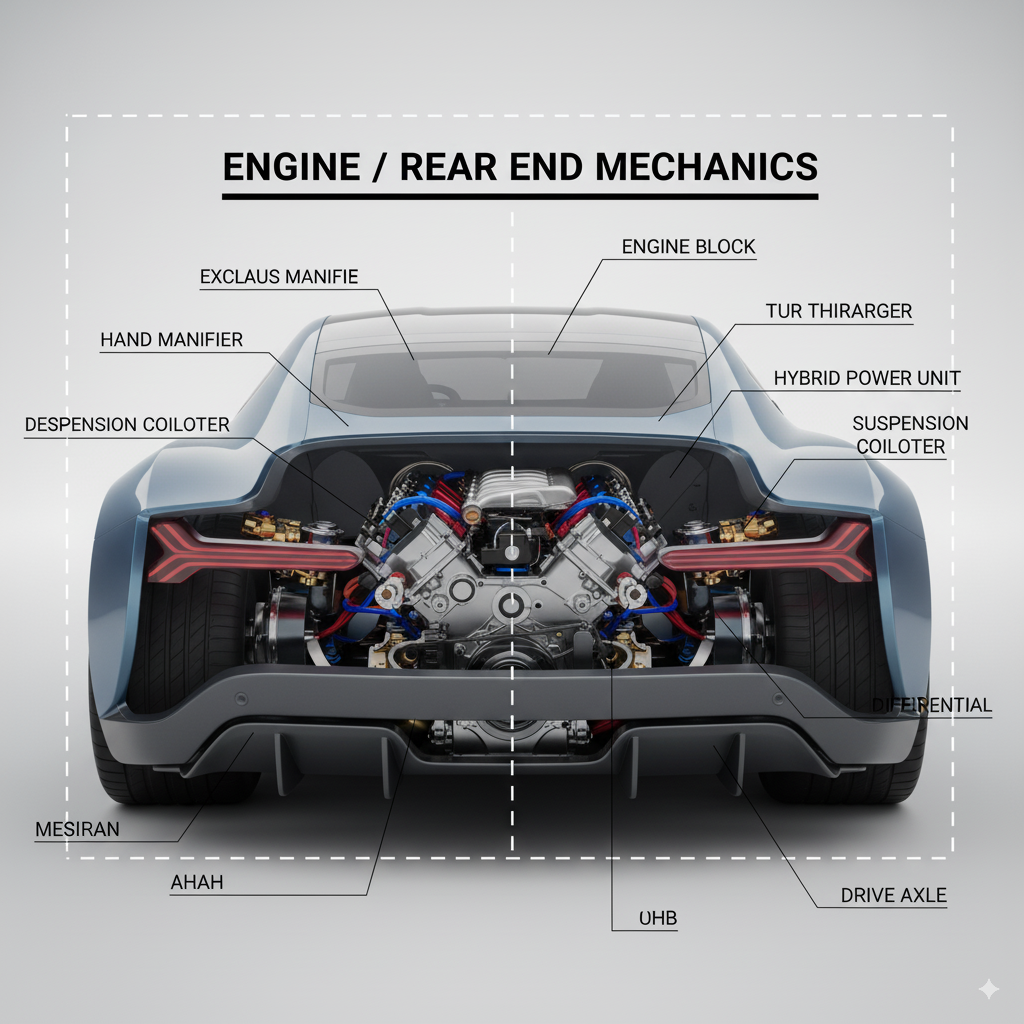 ENGINE / REAR END MECHANICS
ENGINE BLOCK
EXCLAUS MANIFIE
TUR THIRARGER
HAND MANIFIER
HYBRID POWER UNIT
DESPENSION COILOTER
SUSPENSION
COILOTER
DIFFIRENTIAL
MESIRAN
AHAH
DRIVE AXLE
UHB